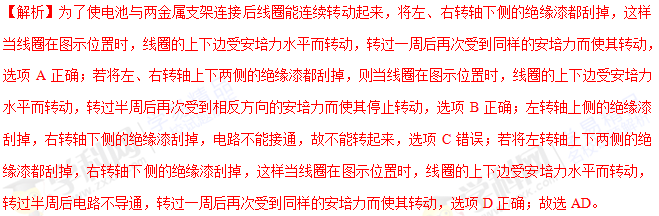 【解析】为了使电池与两金属支架连接后线圈能连续转动起来，将左、右转轴下侧的绝缘漆都刮掉，这样
当线圈在图示位置时，线圈的上下边受安培力水平而转动，转过一周后再次受到同样的安培力而使其转动，
选项 A 正确；若将左、右转轴上下两侧的绝缘漆都刮掉，则当线圈在图示位置时，线圈的上下边受安培力
水平而转动，转过半周后再次受到相反方向的安培力而使其停止转动，选项 B 正确；左转轴上侧的绝缘漆
刮掉，右转轴下侧的绝缘漆刮掉，电路不能接通，故不能转起来，选项 C 错误；若将左转轴上下两侧的绝
缘漆都刮掉，右转轴下侧的绝缘漆刮掉，这样当线圈在图示位置时，线圈的上下边受安培力水平而转动，
转过半周后电路不导通，转过一周后再次受到同样的安培力而使其转动，选项 D 正确；故选 AD。